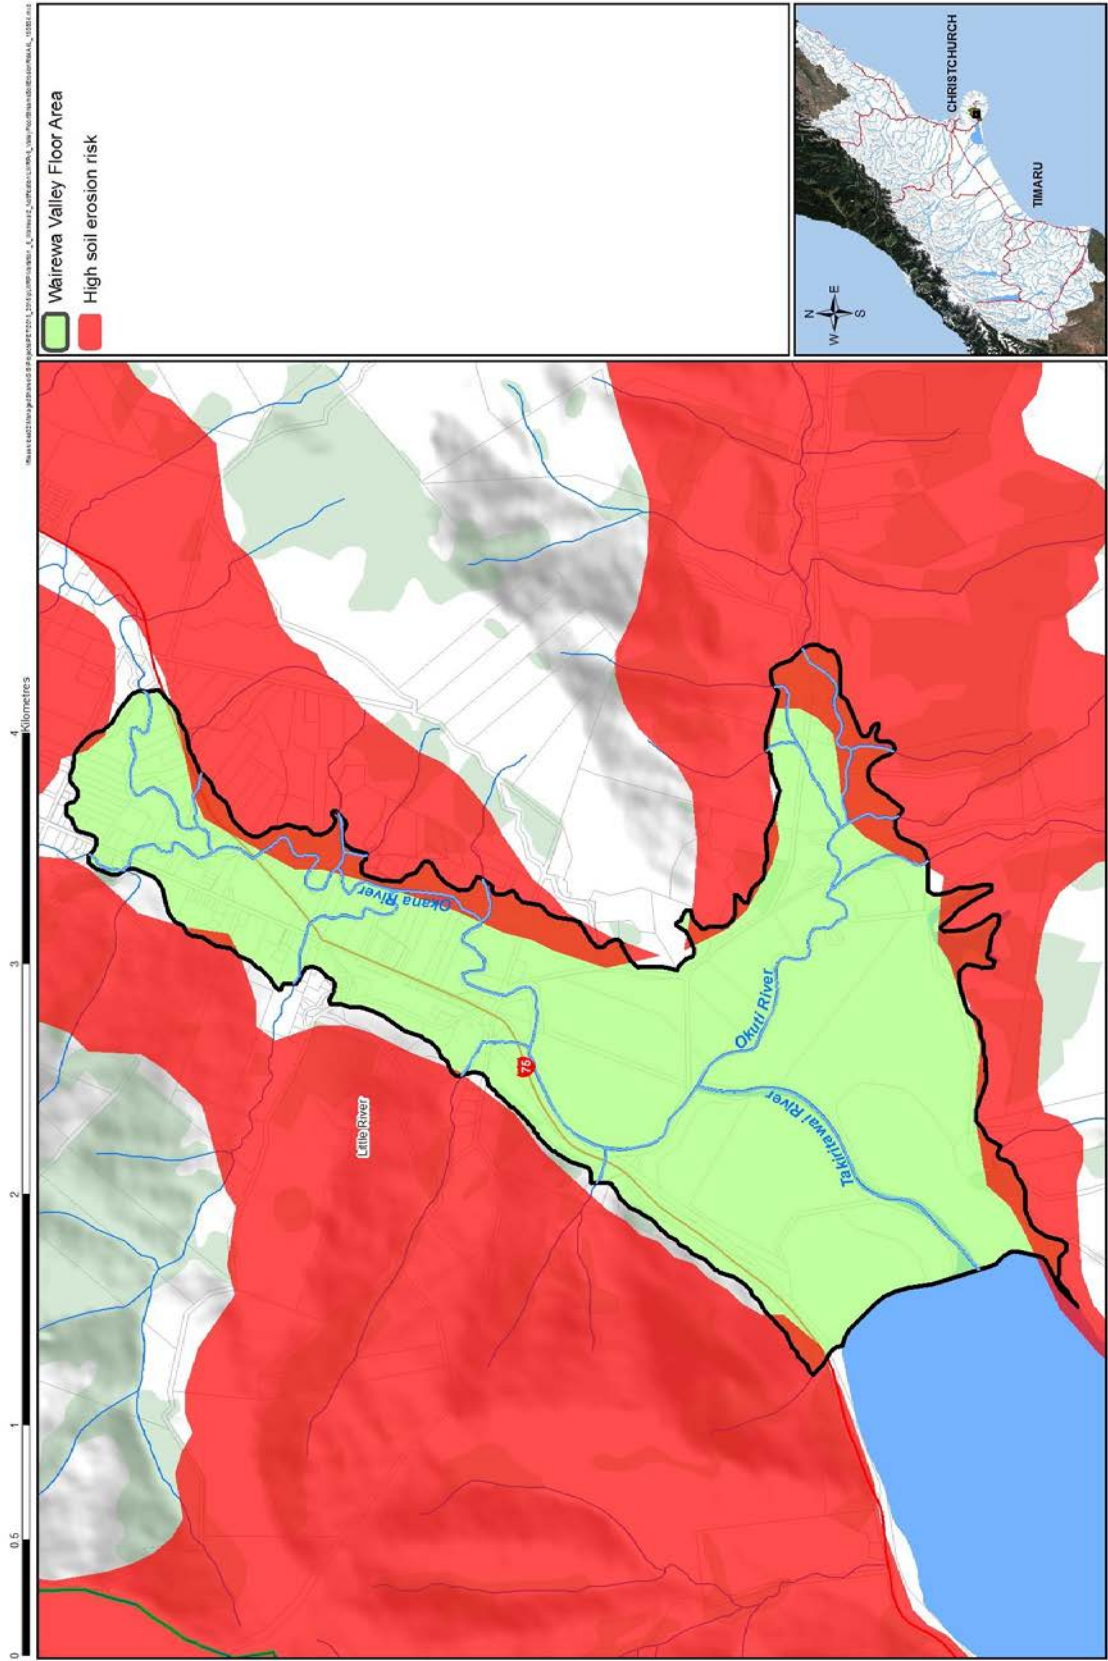 Wairewa Valley Floor Area
High soil erosion risk
N
W
E
S
CHRISTCHURCH
TIMARU
0
0.5
1
2
3
4
Kilometres
Little River
75
Okana River
Okuti River
Takiritawai River